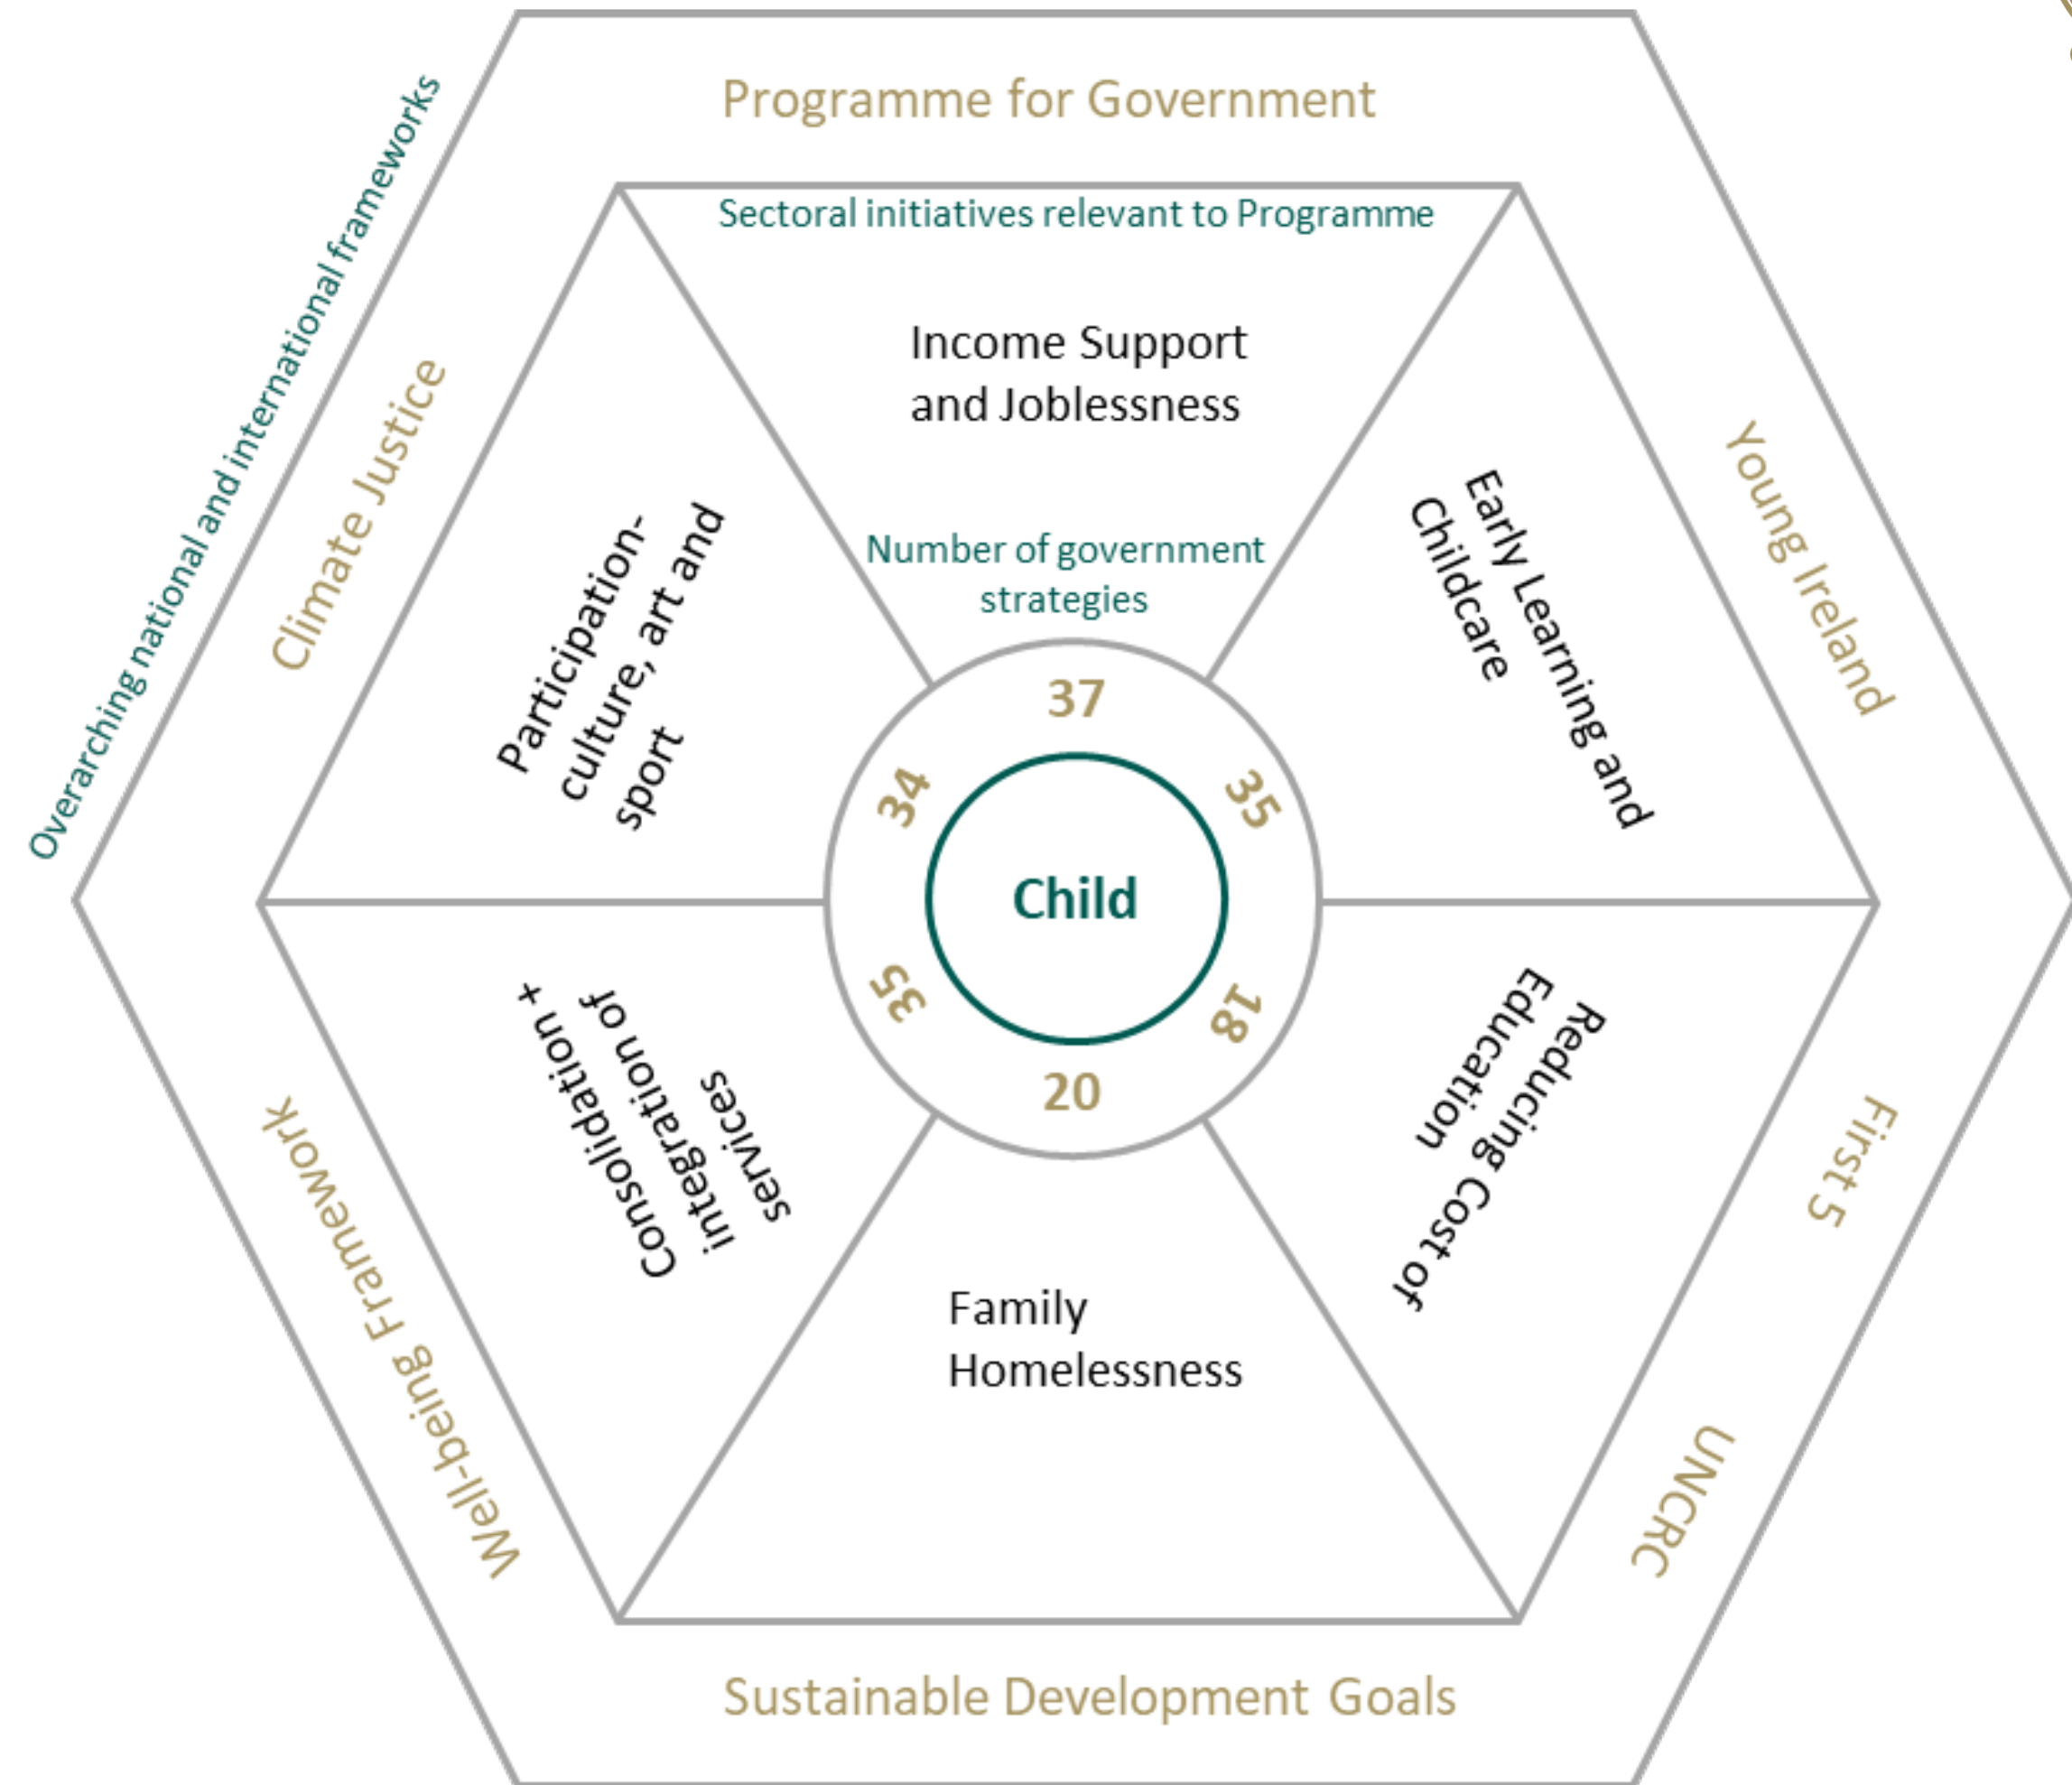 Programme for Government
Overarching national and international frameworks
Sectoral initiatives relevant to Programme
Income Support
and Joblessness
Number of government
strategies
Climate Justice
Young Ireland
Participation-
culture, art and
sport
Early Learning and
Childcare
37
34
35
Child
35
18
20
Consolidation +
integration of
services
Reducing Cost of
Education
Family
Homelessness
Well-being Framework
First 5
UNCRC
Sustainable Development Goals